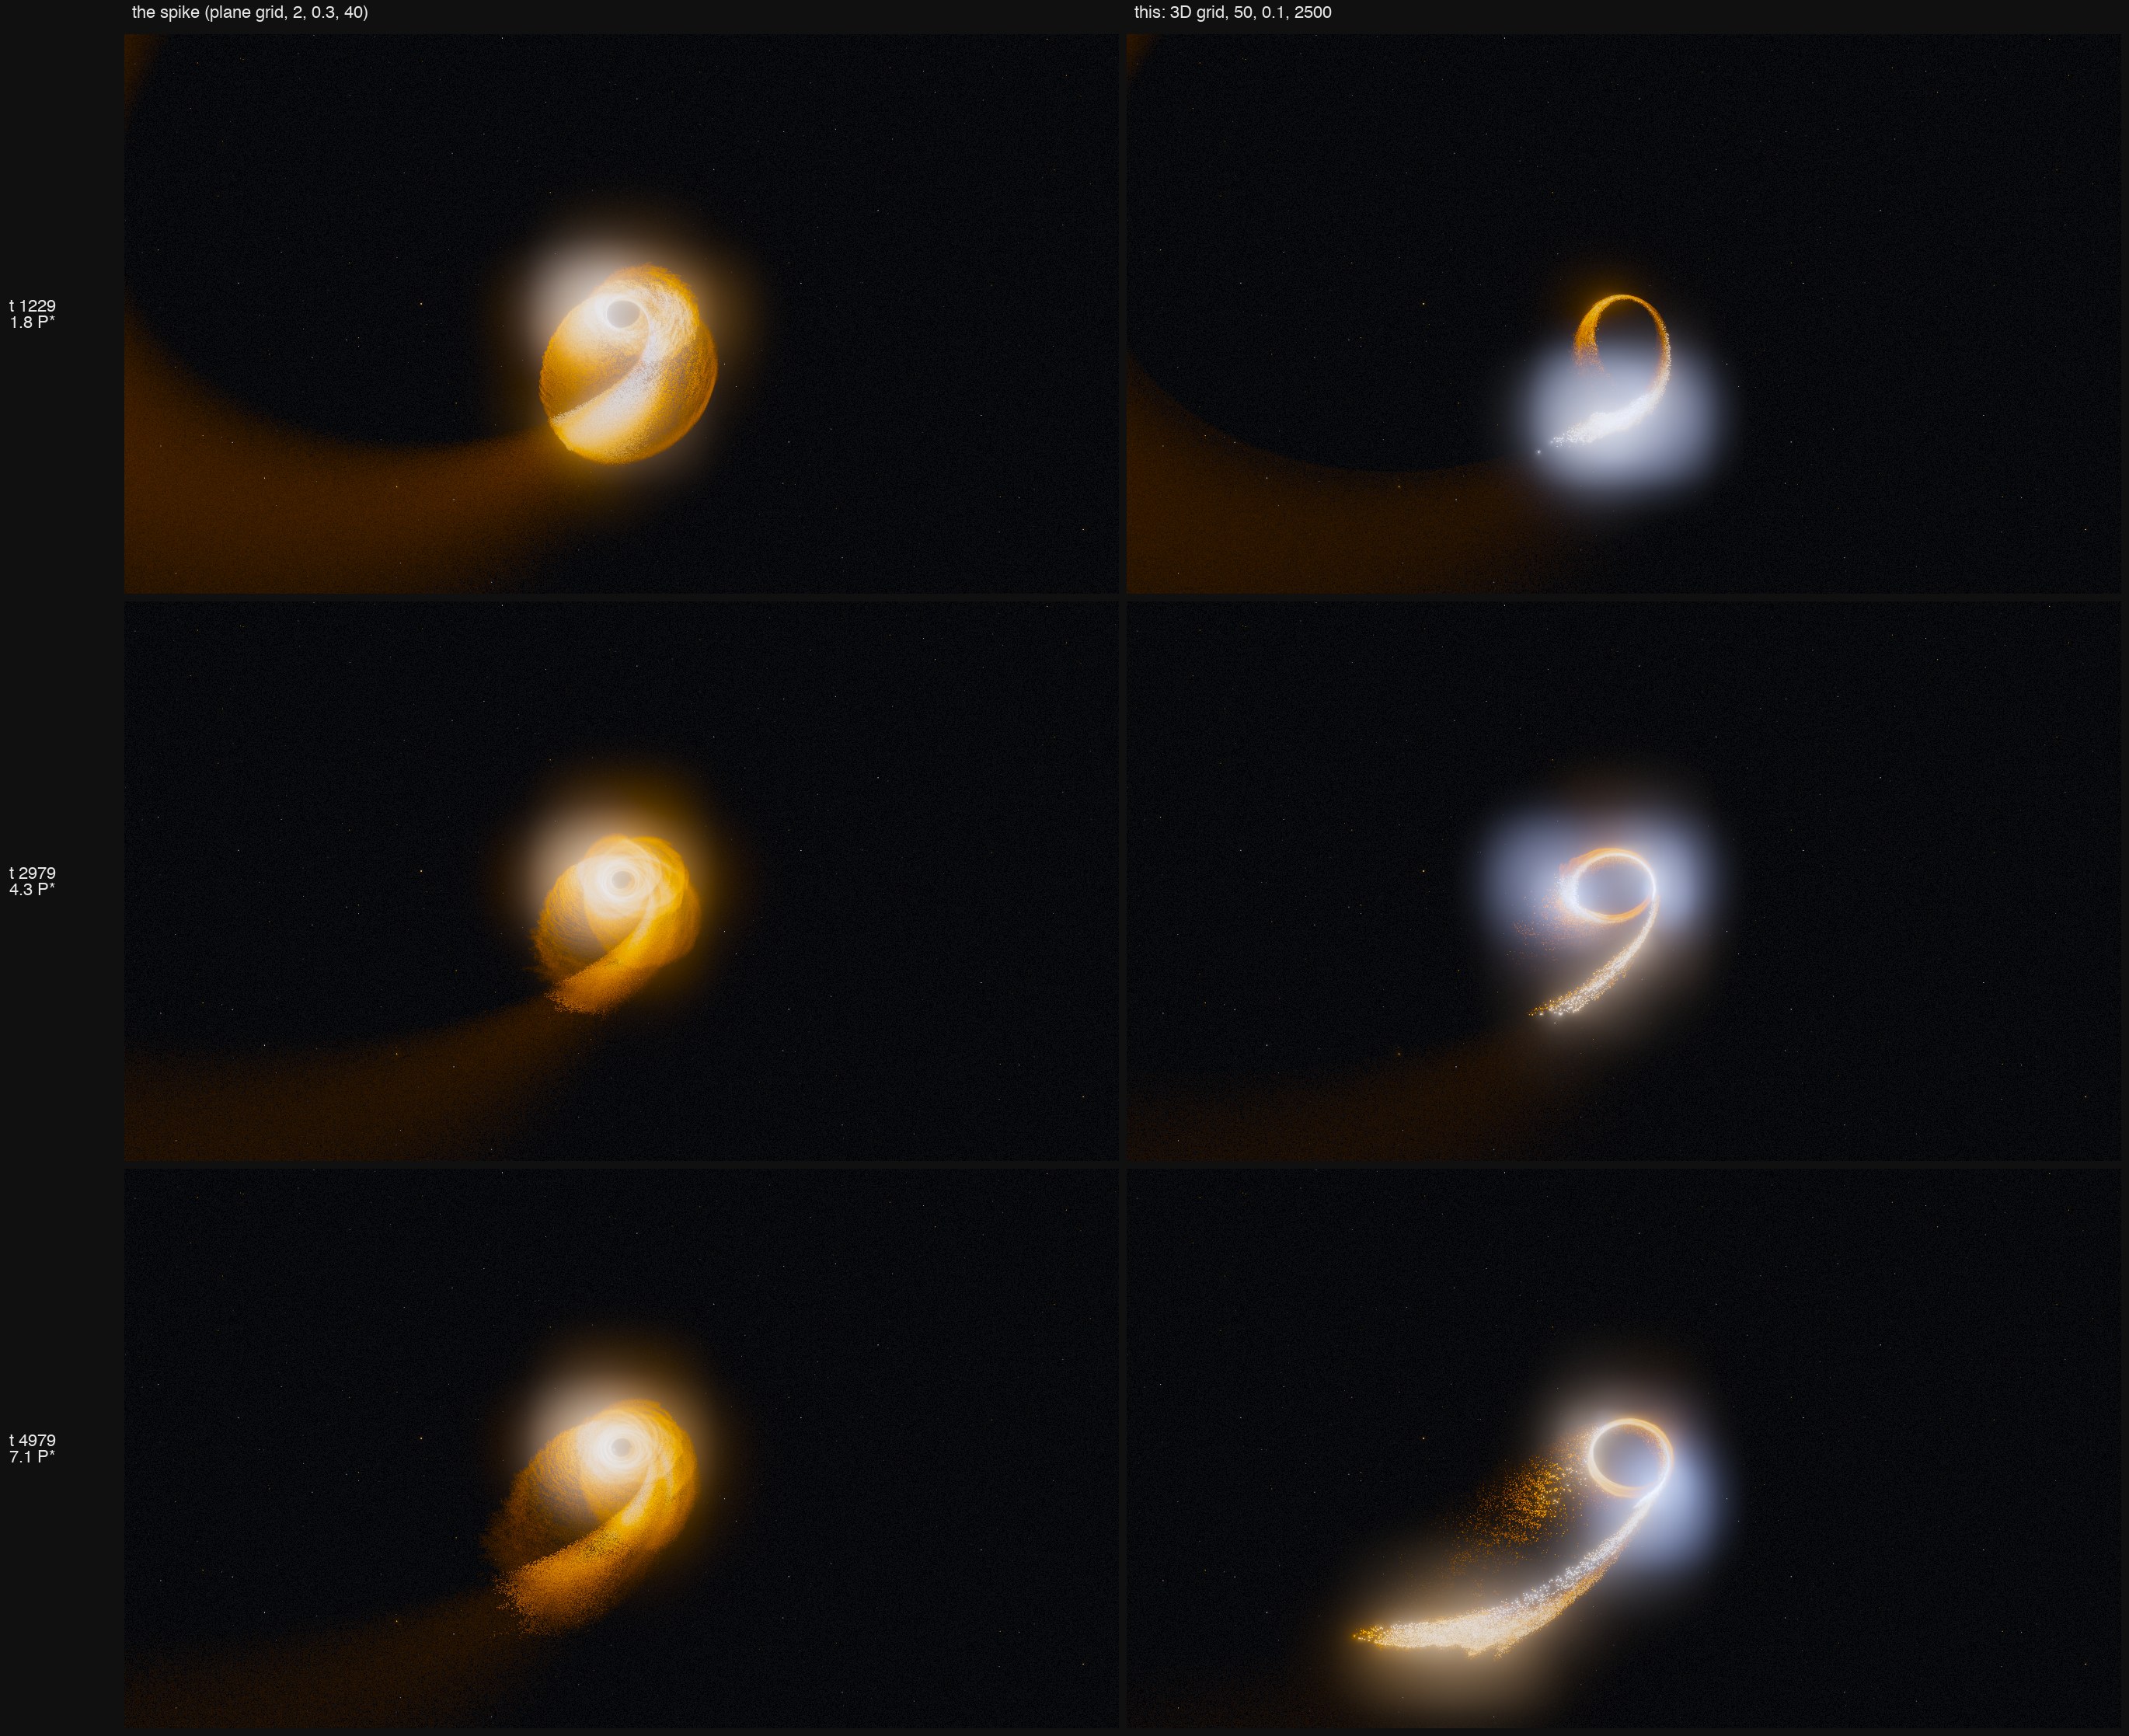 the spike (plane grid, 2, 0.3, 40)
this: 3D grid, 50, 0.1, 2500
t 1229
1.8 P*
t 2979
4.3 P*
t 4979
7.1 P*